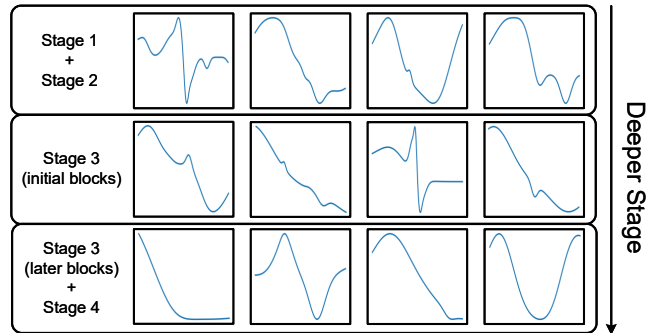 Stage 1
+
Stage 2
Stage 3
(initial blocks)
Stage 3
(later blocks)
+
Stage 4
Deeper Stage